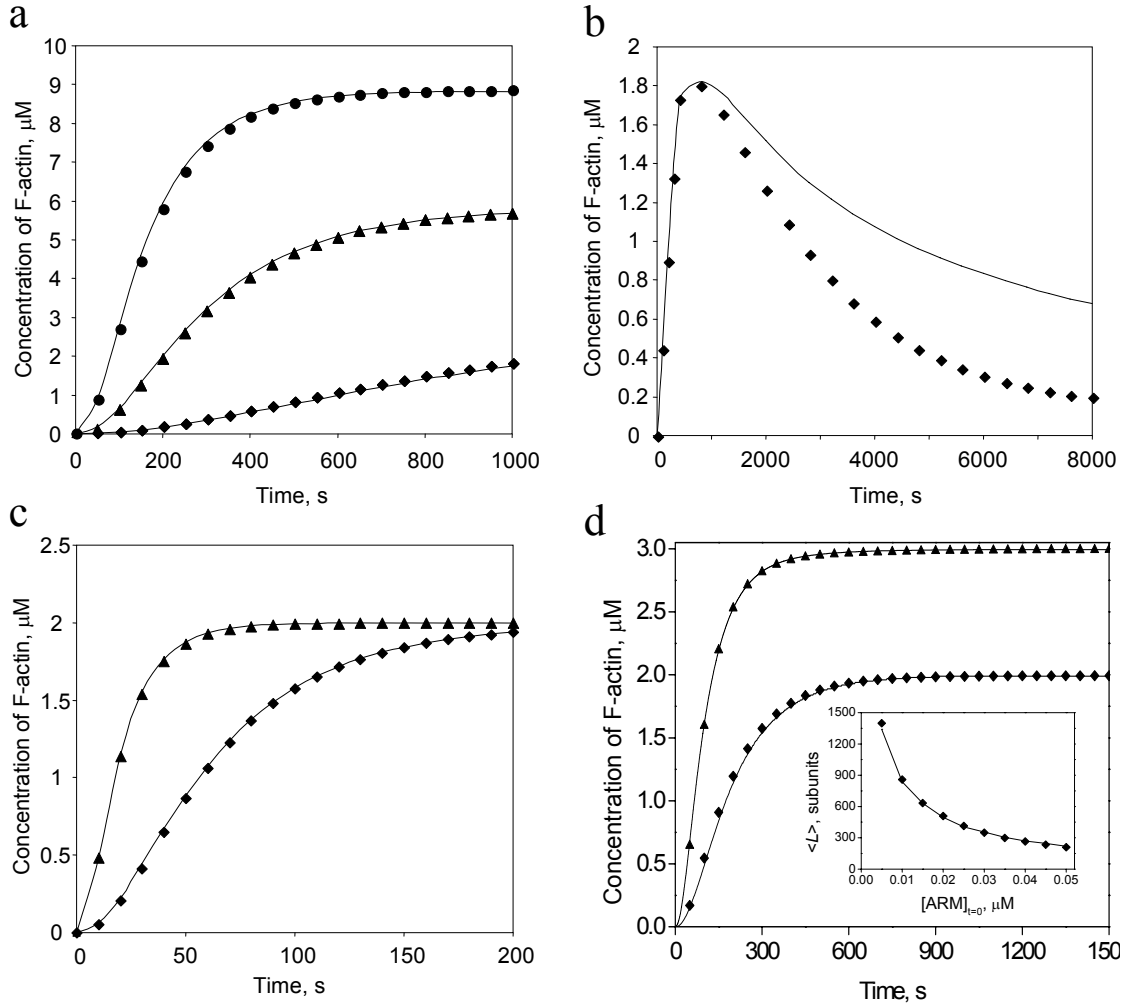 a
10
9
8
7
6
5
4
3
2
1
0
Concentration of F-actin, µM
0 200 400 600 800 1000
Time, s
b
2
1.8
1.6
1.4
1.2
1
0.8
0.6
0.4
0.2
0
Concentration of F-actin, µM
0 2000 4000 6000 8000
Time, s
c
2.5
2
1.5
1
0.5
0
Concentration of F-actin, µM
0 50 100 150 200
Time, s
d
3.0
2.5
2.0
1.5
1.0
0.5
0.0
Concentration of F-actin, µM
0 300 600 900 1200 150
Time, s
1500
1200
900
600
300
0
<L>, subunits
0.00 0.01 0.02 0.03 0.04 0.05
[ARM]t=0, µM